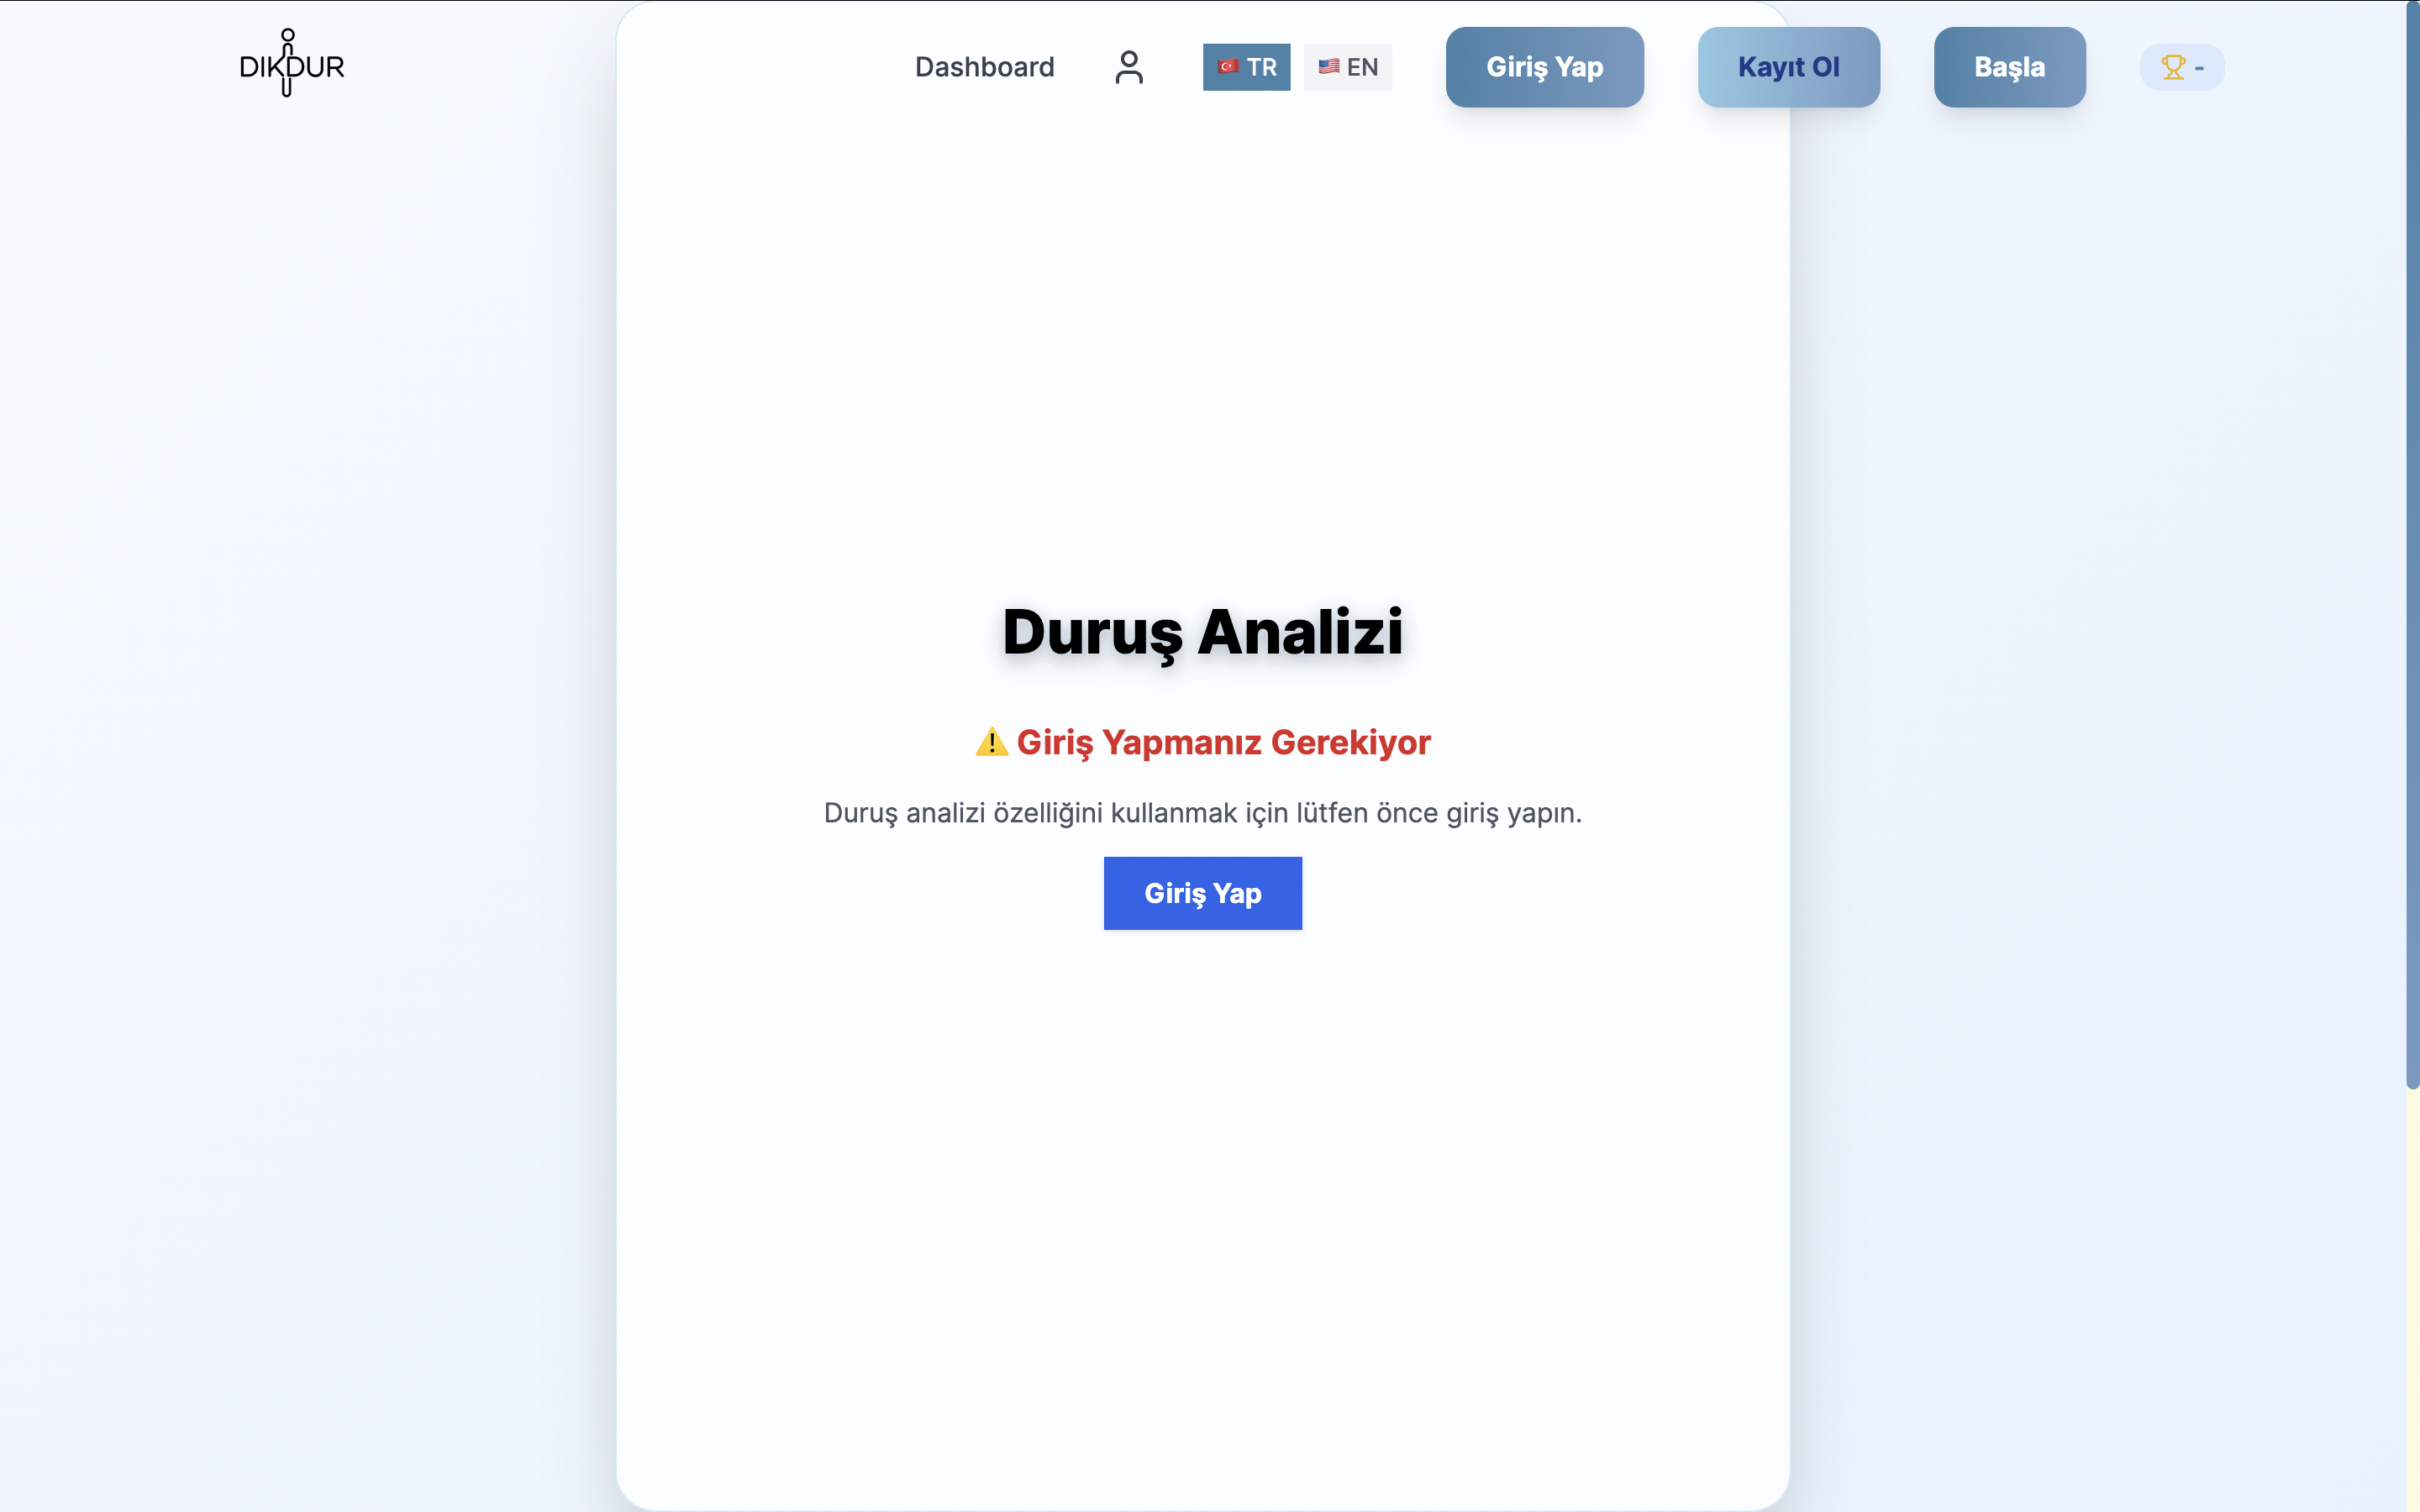 DIKDUR
Dashboard
TR
EN
Giriş Yap
Kayıt Ol
Başla
-
Duruş Analizi
Giriş Yapmanız Gerekiyor
Duruş analizi özelliğini kullanmak için lütfen önce giriş yapın.
Giriş Yap